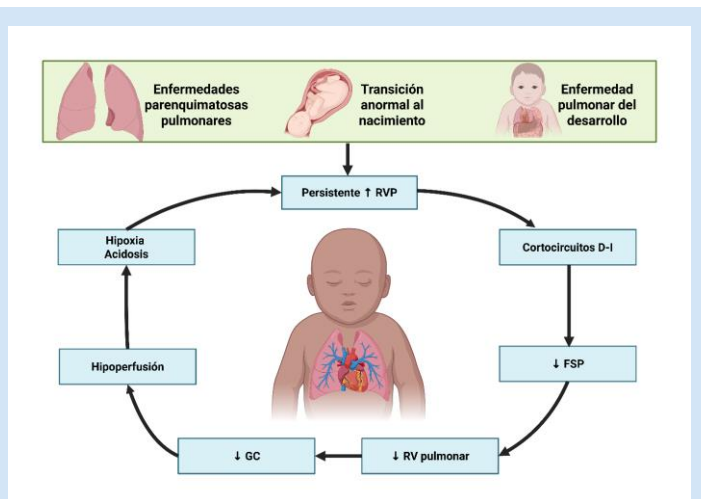 Enfermedades
parenquimatosas
pulmonares
Transición
anormal al
nacimiento
Enfermedad
pulmonar del
desarrollo
Persistente ↑ RVP
Cortocircuitos D-I
↓ FSP
↓ RV pulmonar
↓ GC
Hipoperfusión
Hipoxia
Acidosis